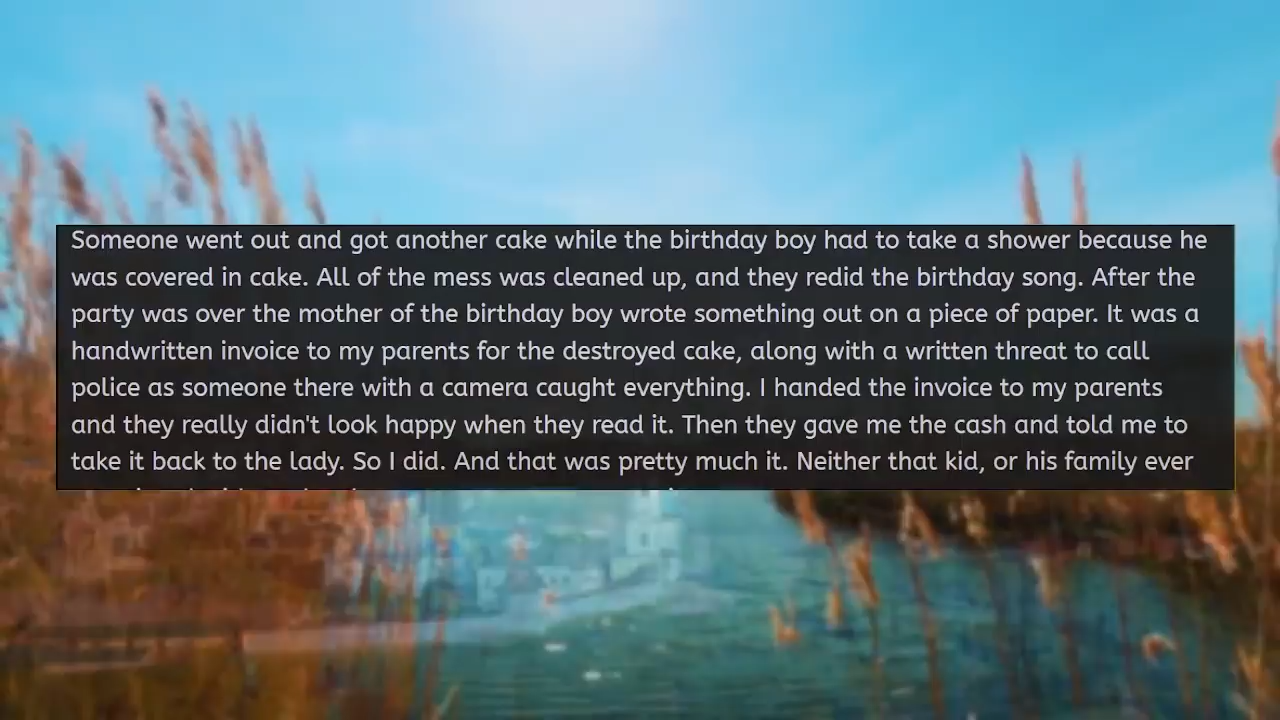 Someone went out and got another cake while the birthday boy had to take a shower because he
was covered in cake. All of the mess was cleaned up, and they redid the birthday song. After the
party was over the mother of the birthday boy wrote something out on a piece of paper. It was a
handwritten invoice to my parents for the destroyed cake, along with a written threat to call
police as someone there with a camera caught everything. I handed the invoice to my parents
and they really didn't look happy when they read it. Then they gave me the cash and told me to
take it back to the lady. So I did. And that was pretty much it. Neither that kid, or his family ever